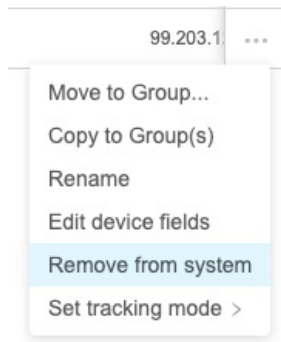 99.203.1
Move to Group...
Copy to Group(s)
Rename
Edit device fields
Remove from system
Set tracking mode >